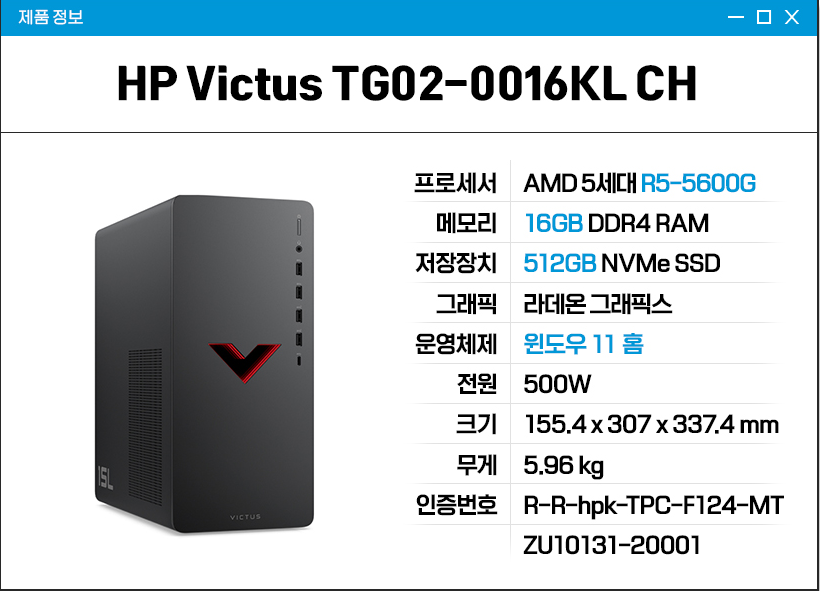 제품 정보
HP Victus TG02-0016KL CH
프로세서 AMD 5세대 R5-5600G
메모리 16GB DDR4 RAM
저장장치 512GB NVMe SSD
그래픽 라데온 그래픽스
운영체제 윈도우 11 홈
전원 500W
크기 155.4 x 307 x 337.4 mm
무게 5.96 kg
인증번호 R-R-hpk-TPC-F124-MT
ZU10131-20001
15L
VICTUS